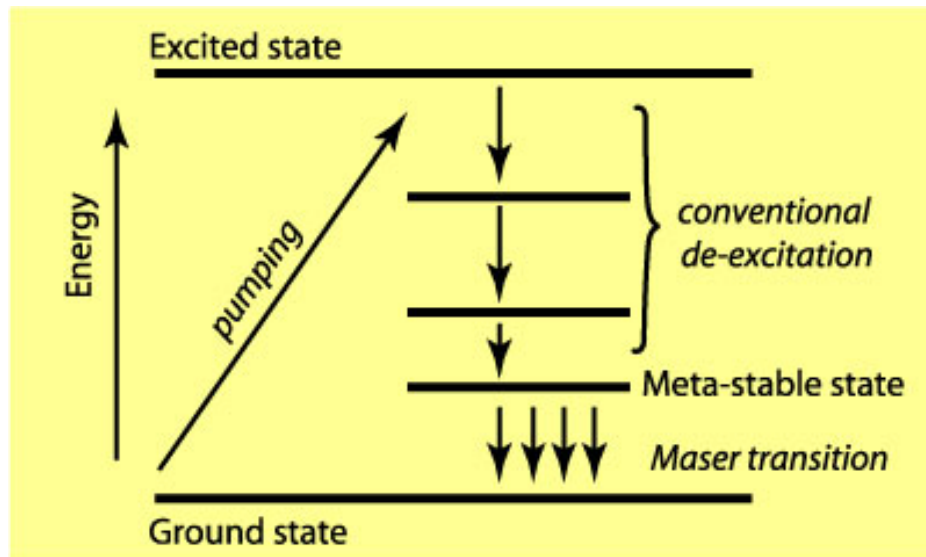 Excited state
Energy
pumping
conventional
de-excitation
Meta-stable state
Maser transition
Ground state